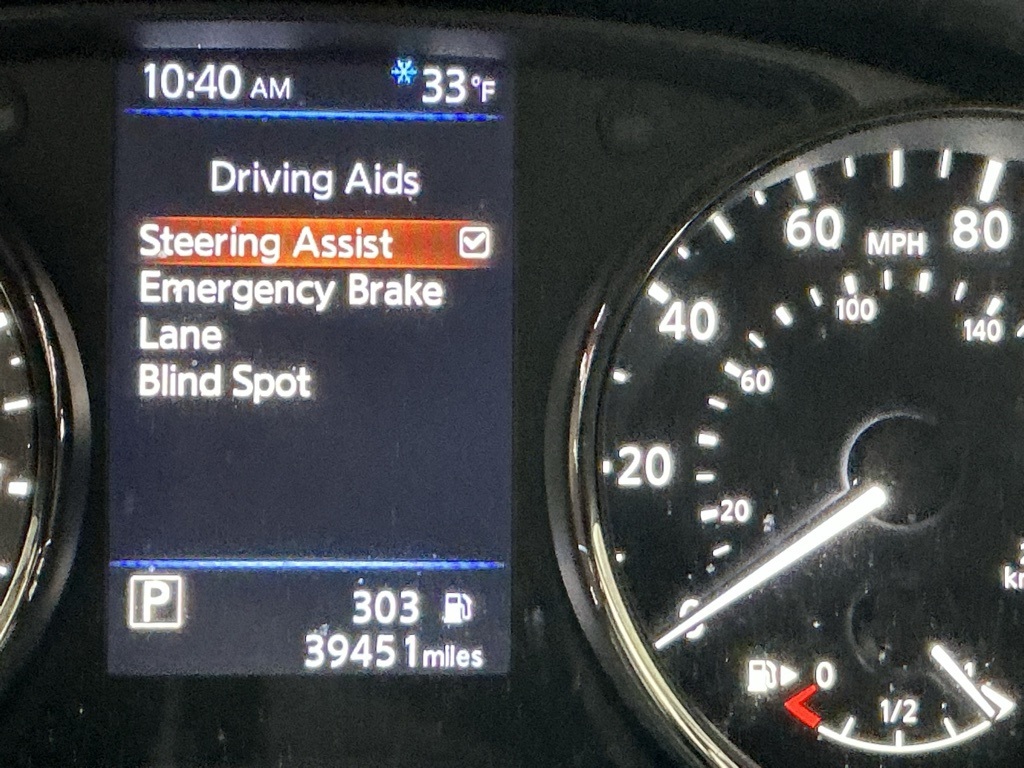 10:40 AM 33°F
Driving Aids
Steering Assist
Emergency Brake
Lane
Blind Spot
P 303
39451 miles
60 MPH 80
40 100 140
60
20
20
0
0 1/2 1